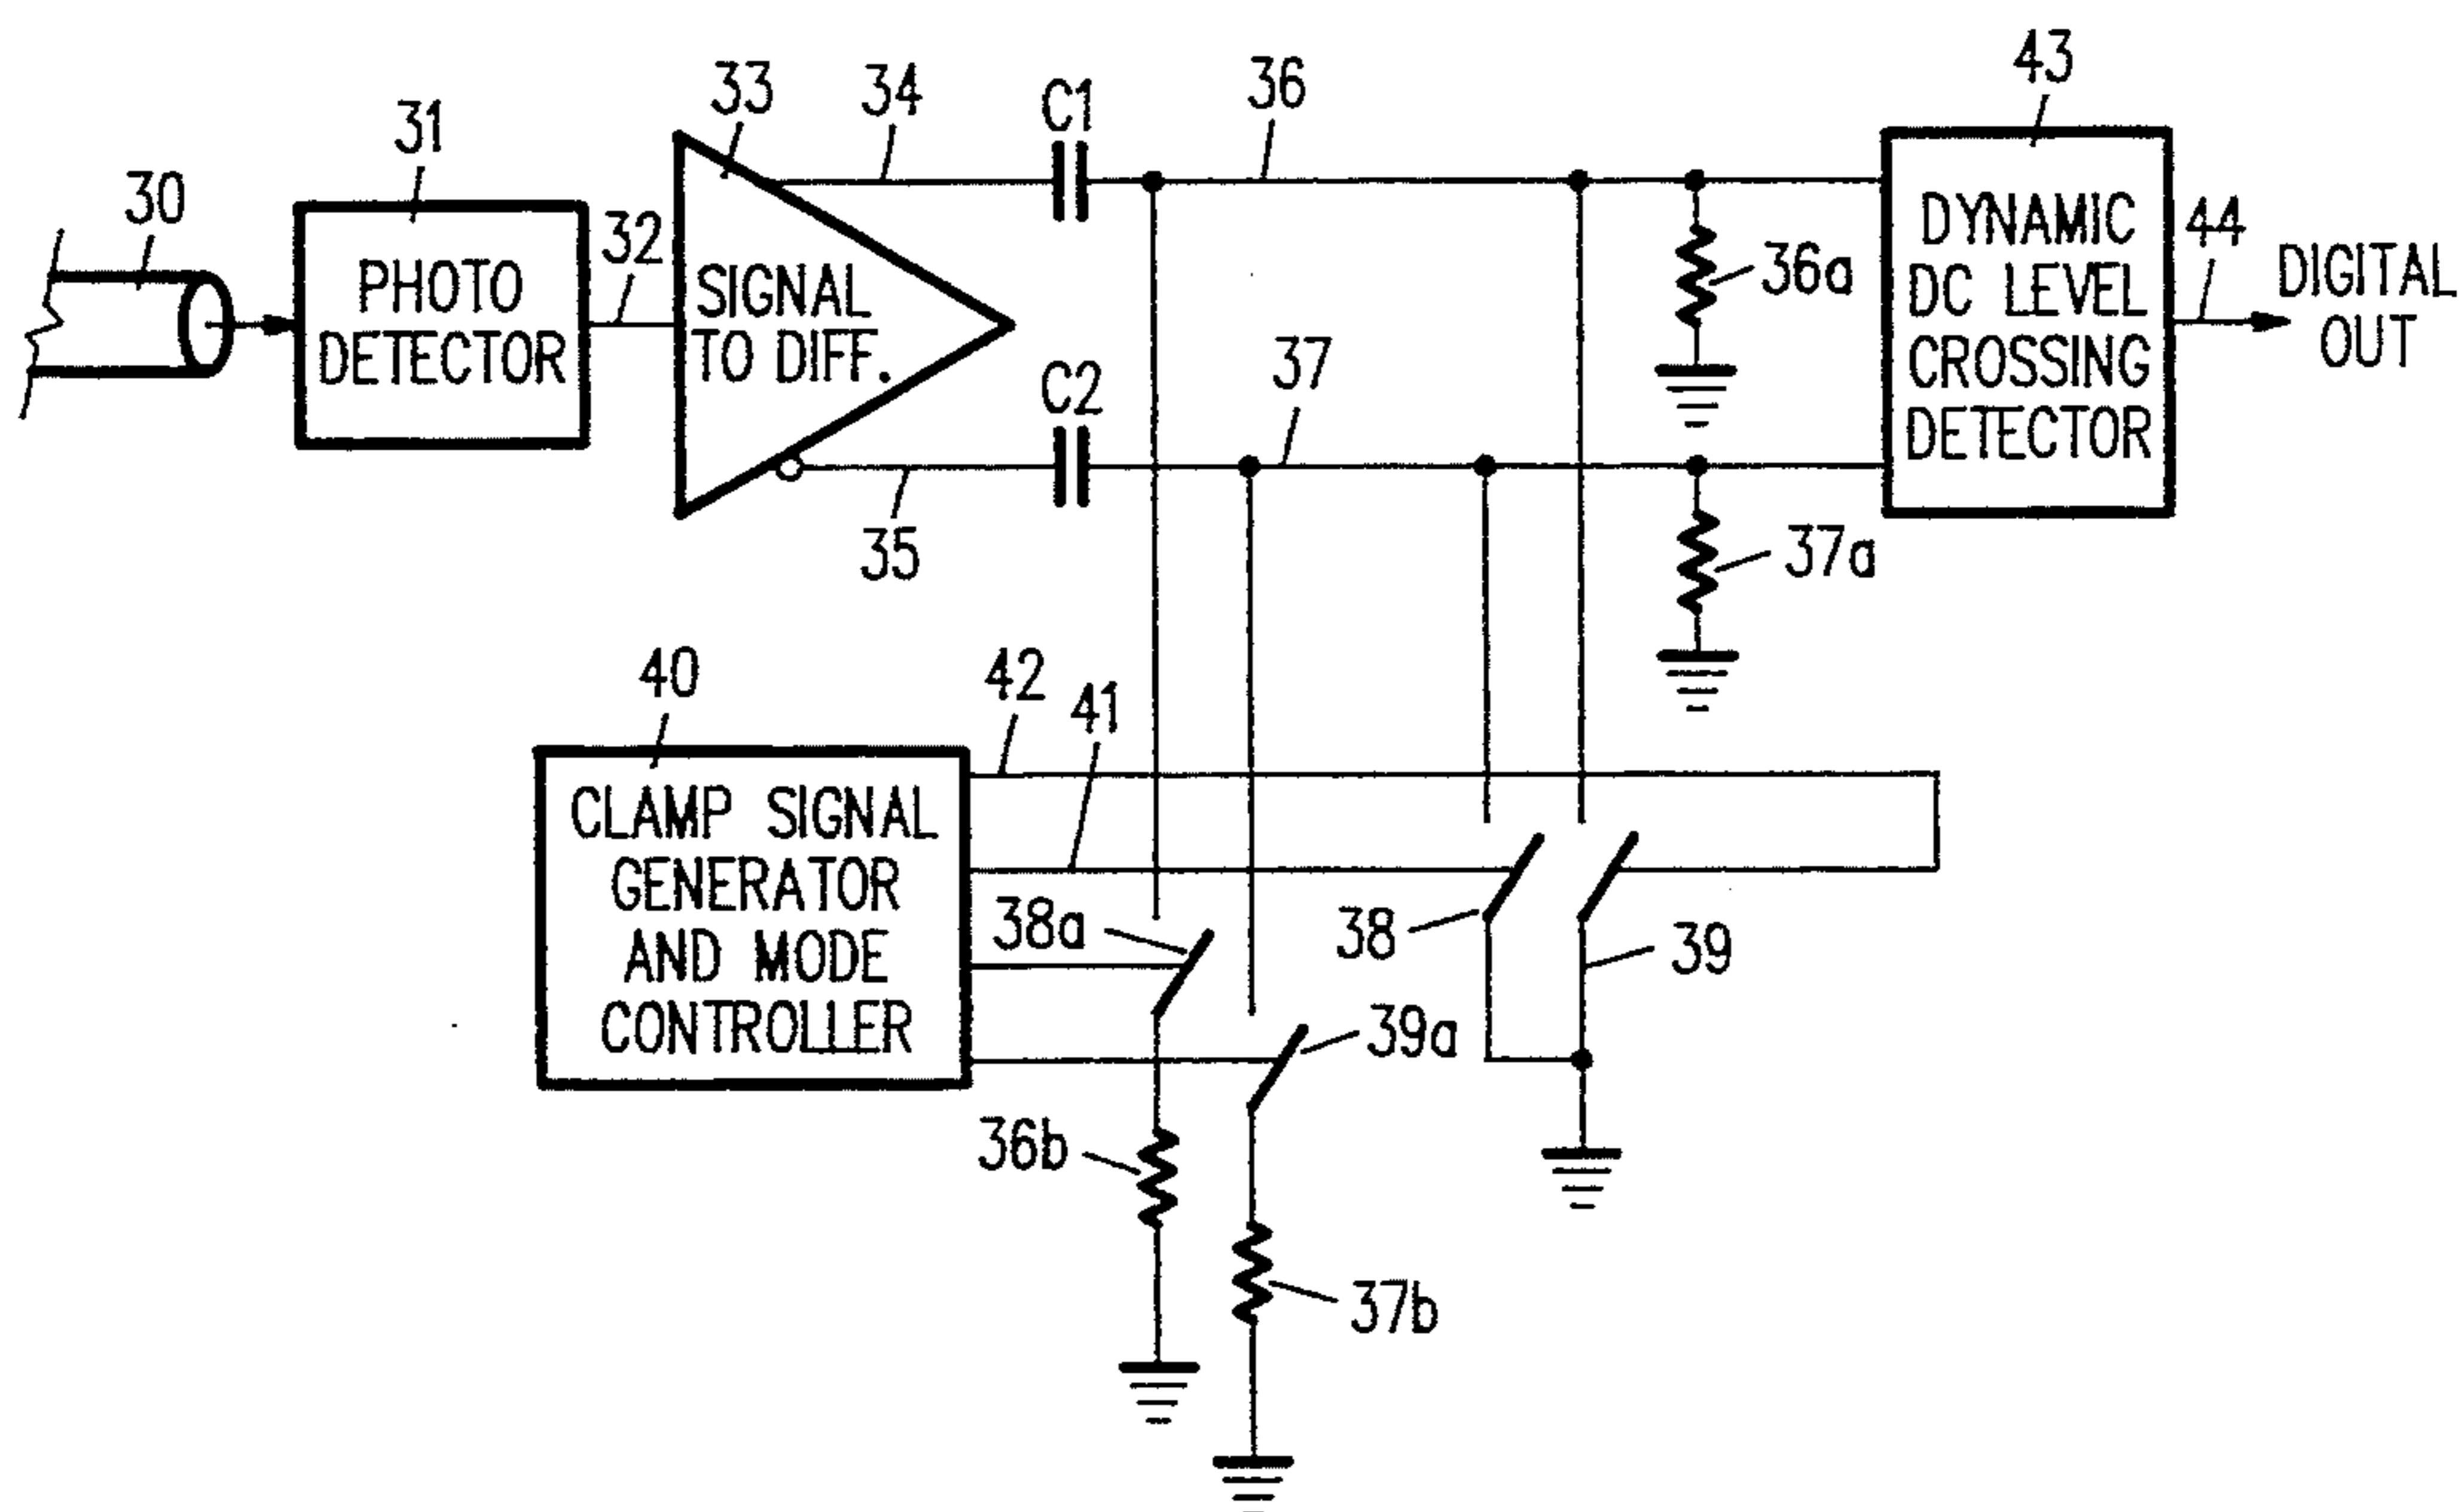 30
31
PHOTO
DETECTOR
32
33
SIGNAL
TO DIFF.
34
35
C1
C2
36
37
36a
37a
43
DYNAMIC
DC LEVEL
CROSSING
DETECTOR
44
DIGITAL
OUT
40
CLAMP SIGNAL
GENERATOR
AND MODE
CONTROLLER
42
41
38a
39a
38
39
36b
37b